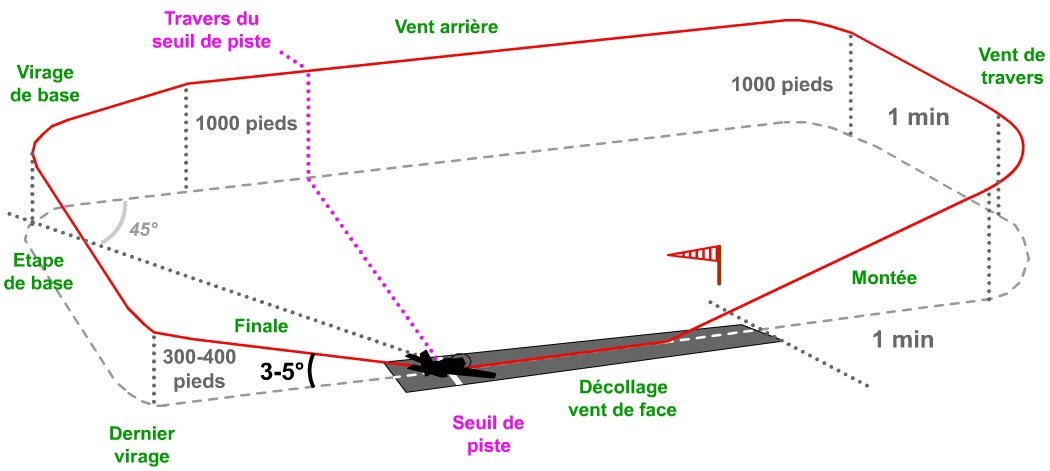 Travers du
seuil de piste
Vent arrière
Vent de
travers
Virage
de base
1000 pieds
1000 pieds
1 min
45°
Etape
de base
Montée
Finale
1 min
300-400
pieds
3-5°
Décollage
vent de face
Seuil de
piste
Dernier
virage